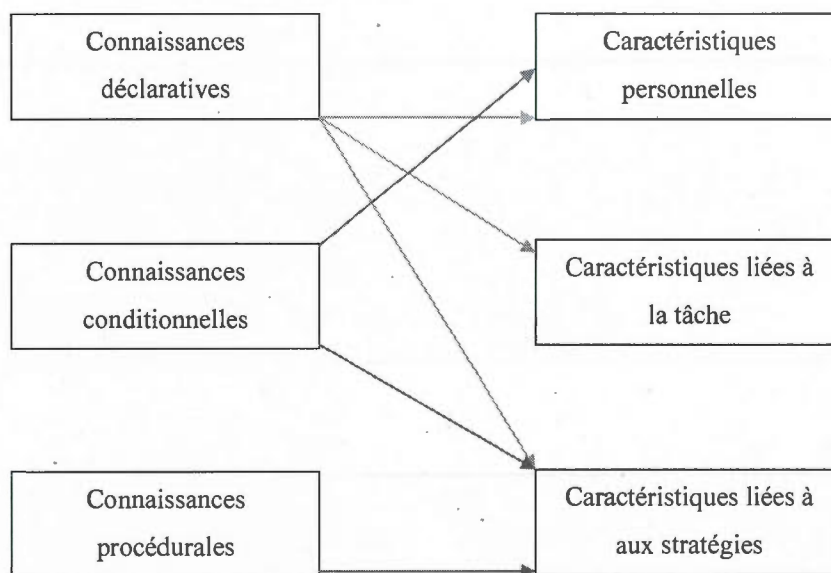 Connaissances
déclaratives
Caractéristiques
personnelles
Connaissances
conditionnelles
Caractéristiques liées à
la tâche
Connaissances
procédurales
Caractéristiques liées à
aux stratégies